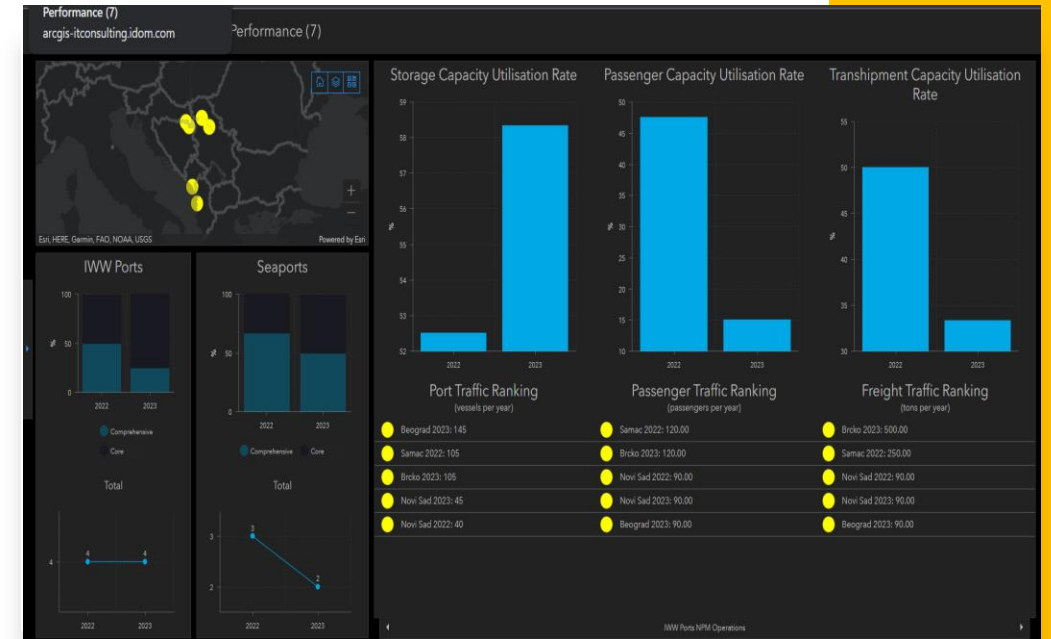 Performance (7)
arcgis-itconsulting.idom.com
Performance (7)
Esri, HERE, Garmin, FAO, NOAA, USGS
Powered by Esri
IWW Ports
100
50
0
%
2022
2023
Comprehensive
Core
Total
4
4
4
2022
2023
Seaports
100
50
0
%
2022
2023
Comprehensive
Core
Total
3
2
3
2
2022
2023
Storage Capacity Utilisation Rate
59
58
57
56
55
54
53
52
%
2022
2023
Passenger Capacity Utilisation Rate
50
45
40
35
30
25
20
15
10
%
2022
2023
Transhipment Capacity Utilisation
Rate
55
50
45
40
35
30
%
2022
2023
Port Traffic Ranking
(vessels per year)
Beograd 2023: 145
Samac 2022: 105
Brcko 2023: 105
Novi Sad 2023: 45
Novi Sad 2022: 40
Passenger Traffic Ranking
(passengers per year)
Samac 2022: 120.00
Brcko 2023: 120.00
Novi Sad 2022: 90.00
Novi Sad 2023: 90.00
Beograd 2023: 90.00
Freight Traffic Ranking
(tons per year)
Brcko 2023: 500.00
Samac 2022: 250.00
Novi Sad 2022: 90.00
Novi Sad 2023: 90.00
Beograd 2023: 90.00
IWW Ports NPM Operations